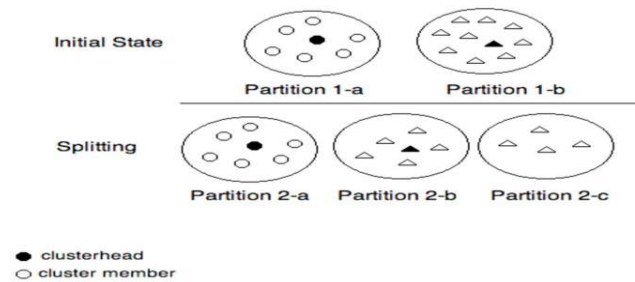 Initial State
Partition 1-a
Partition 1-b
Splitting
Partition 2-a
Partition 2-b
Partition 2-c
clusterhead
cluster member